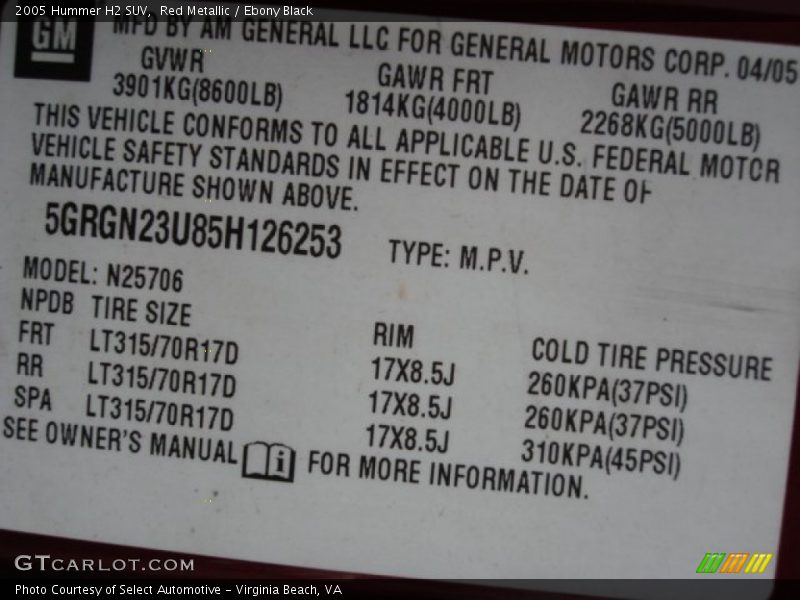 2005 Hummer H2 SUV, Red Metallic / Ebony Black
GM
MFD BY AM GENERAL LLC FOR GENERAL MOTORS CORP. 04/05
GVWR GAWR FRT GAWR RR
3901KG(8600LB) 1814KG(4000LB) 2268KG(5000LB)
THIS VEHICLE CONFORMS TO ALL APPLICABLE U.S. FEDERAL MOTOR
VEHICLE SAFETY STANDARDS IN EFFECT ON THE DATE OF
MANUFACTURE SHOWN ABOVE.
5GRGN23U85H126253 TYPE: M.P.V.
MODEL: N25706
NPDB TIRE SIZE RIM COLD TIRE PRESSURE
FRT LT315/70R17D 17X8.5J 260KPA(37PSI)
RR LT315/70R17D 17X8.5J 260KPA(37PSI)
SPA LT315/70R17D 17X8.5J 310KPA(45PSI)
SEE OWNER'S MANUAL i FOR MORE INFORMATION.
GTCARLOT.COM
Photo Courtesy of Select Automotive - Virginia Beach, VA